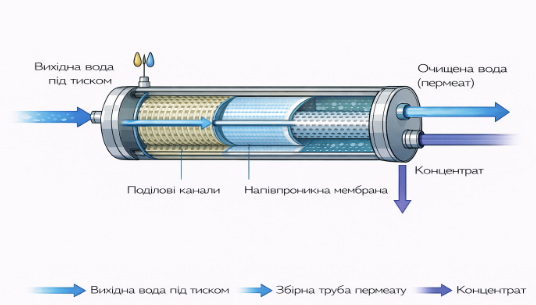 Вихідна вода
під тиском
Очищена вода
(пермеат)
Концентрат
Поділові канали
Напівпроникна мембрана
Вихідна вода під тиском
Збірна труба пермеату
Концентрат